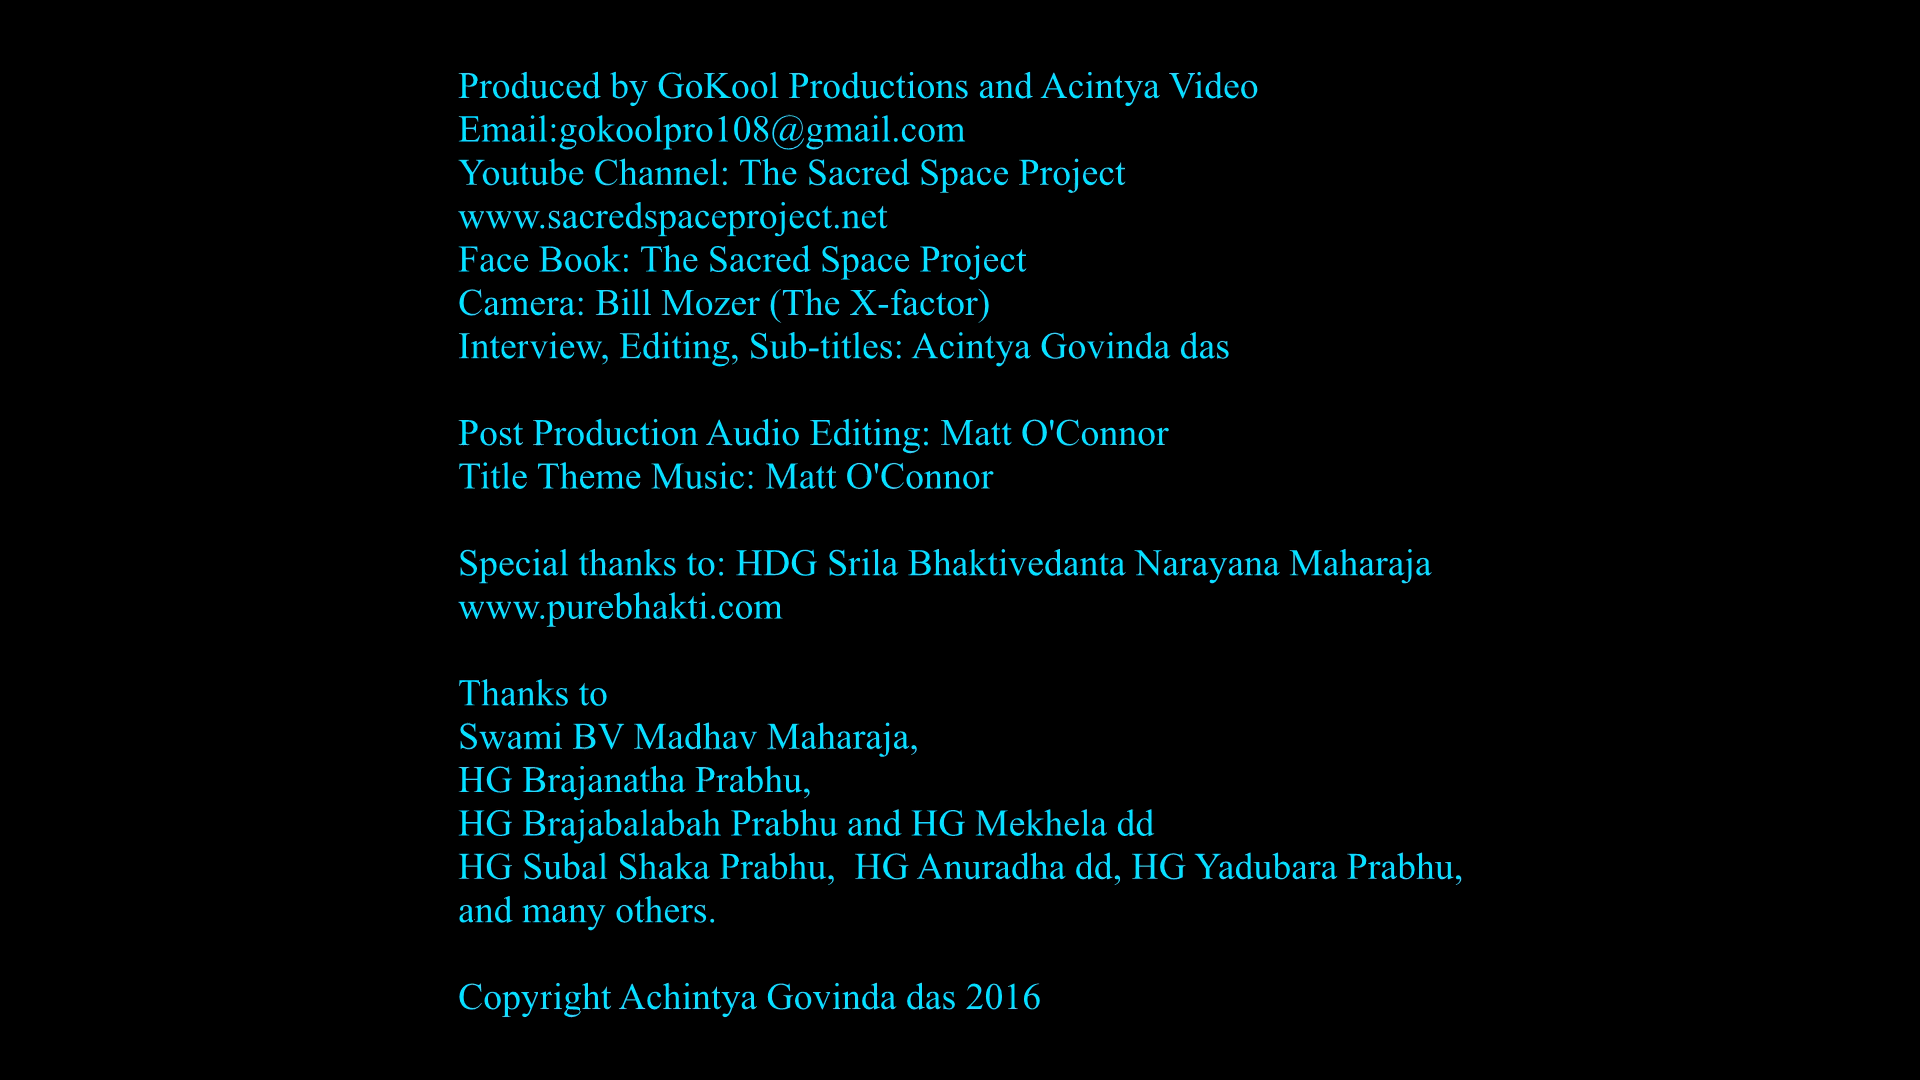 Produced by GoKool Productions and Acintya Video
Email:gokoolpro108@gmail.com
Youtube Channel: The Sacred Space Project
www.sacredspaceproject.net
Face Book: The Sacred Space Project
Camera: Bill Mozer (The X-factor)
Interview, Editing, Sub-titles: Acintya Govinda das
Post Production Audio Editing: Matt O'Connor
Title Theme Music: Matt O'Connor
Special thanks to: HDG Srila Bhaktivedanta Narayana Maharaja
www.purebhakti.com
Thanks to
Swami BV Madhav Maharaja,
HG Brajanatha Prabhu,
HG Brajabalabah Prabhu and HG Mekhela dd
HG Subal Shaka Prabhu,  HG Anuradha dd, HG Yadubara Prabhu,
and many others.
Copyright Achintya Govinda das 2016